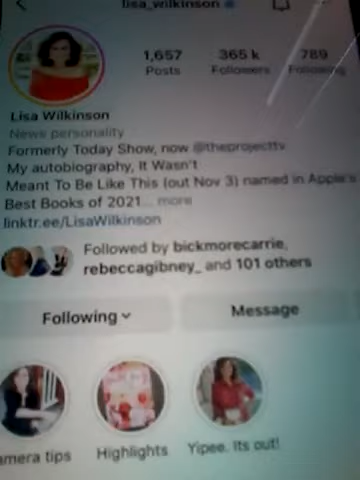 lisa_wilkinson
1,657 365 k 789
Posts Followers Following
Lisa Wilkinson
News personality
Formerly Today Show, now @theprojecttv
My autobiography, It Wasn't
Meant To Be Like This (out Nov 3) named in Apple's
Best Books of 2021... more
linktr.ee/LisaWilkinson
Followed by bickmorecarrie,
rebeccagibney_ and 101 others
Following Message
amera tips Highlights Yipee. Its out!